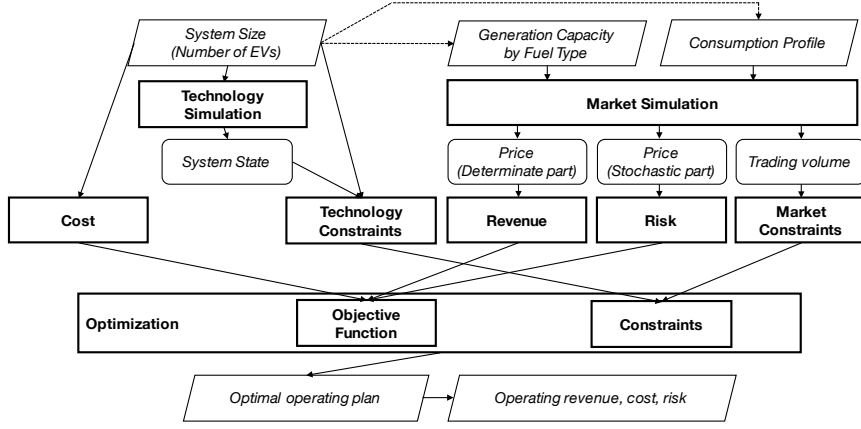 System Size
(Number of EVs)
Generation Capacity
by Fuel Type
Consumption Profile
Technology
Simulation
Market Simulation
System State
Price
(Determinate part)
Price
(Stochastic part)
Trading volume
Cost
Technology
Constraints
Revenue
Risk
Market
Constraints
Optimization
Objective
Function
Constraints
Optimal operating plan
Operating revenue, cost, risk